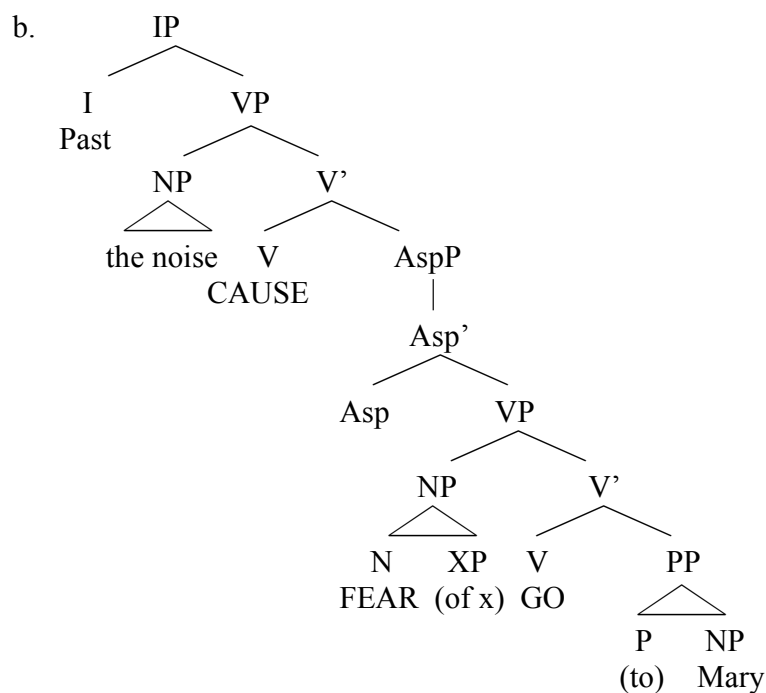 b. IP
I VP
Past
NP V’
the noise V AspP
CAUSE
Asp’
Asp VP
NP V’
N XP V PP
FEAR (of x) GO
P NP
(to) Mary